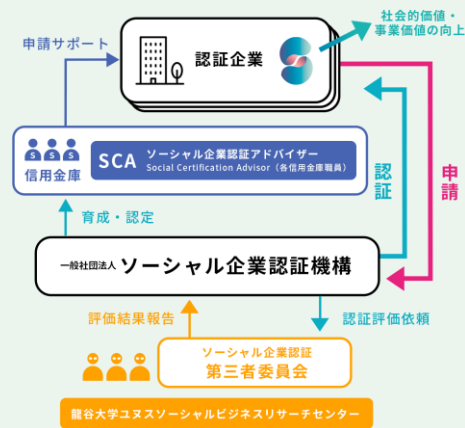 社会的価値・
事業価値の向上
申請サポート
認証企業
S S S
信用金庫
SCA
ソーシャル企業認証アドバイザー
Social Certification Advisor（各信用金庫職員）
認証
申請
育成・認定
一般社団法人 ソーシャル企業認証機構
評価結果報告
認証評価依頼
ソーシャル企業認証
第三者委員会
龍谷大学ユヌスソーシャルビジネスリサーチセンター